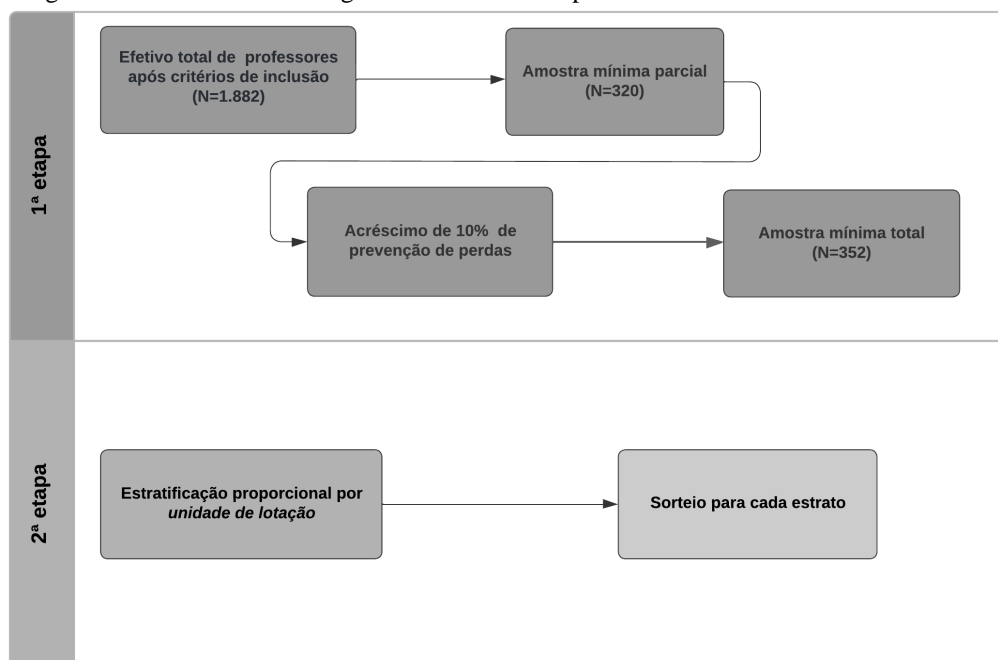 1ª etapa
Efetivo total de professores
após critérios de inclusão
(N=1.882)
Amostra mínima parcial
(N=320)
Acréscimo de 10% de
prevenção de perdas
Amostra mínima total
(N=352)
2ª etapa
Estratificação proporcional por
unidade de lotação
Sorteio para cada estrato